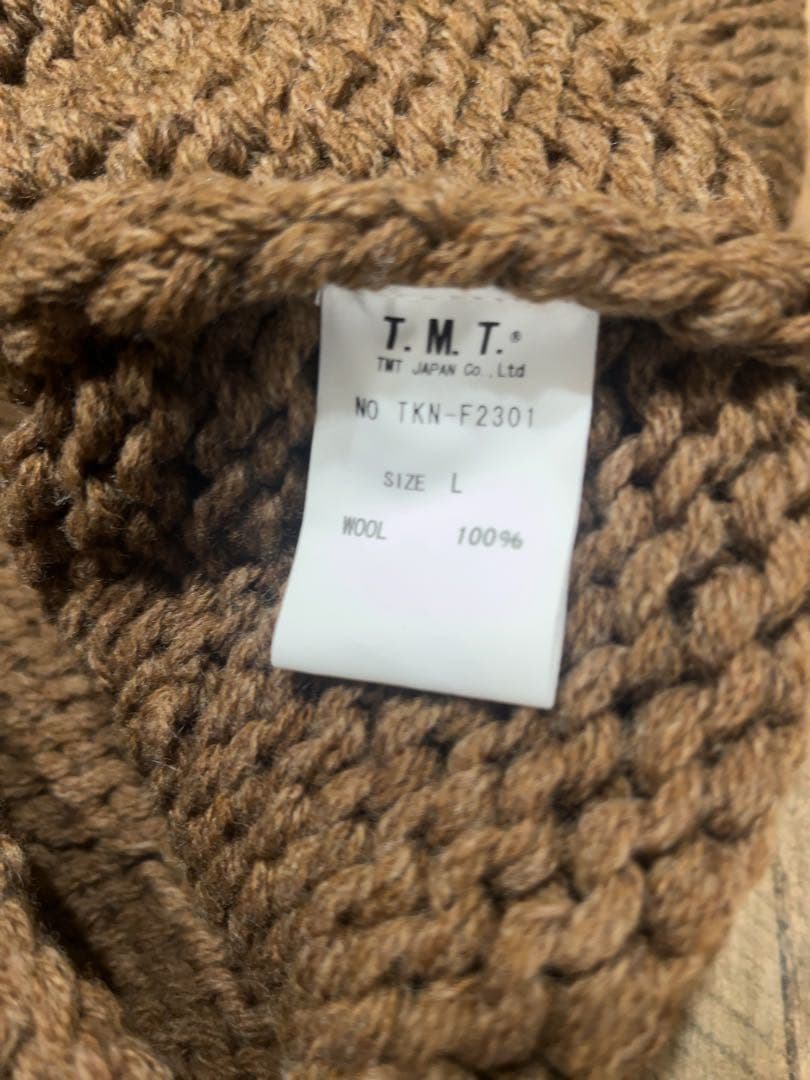 T. M. T.®
TMT JAPAN Co.,Ltd
NO TKN-F2301
SIZE L
WOOL 100%